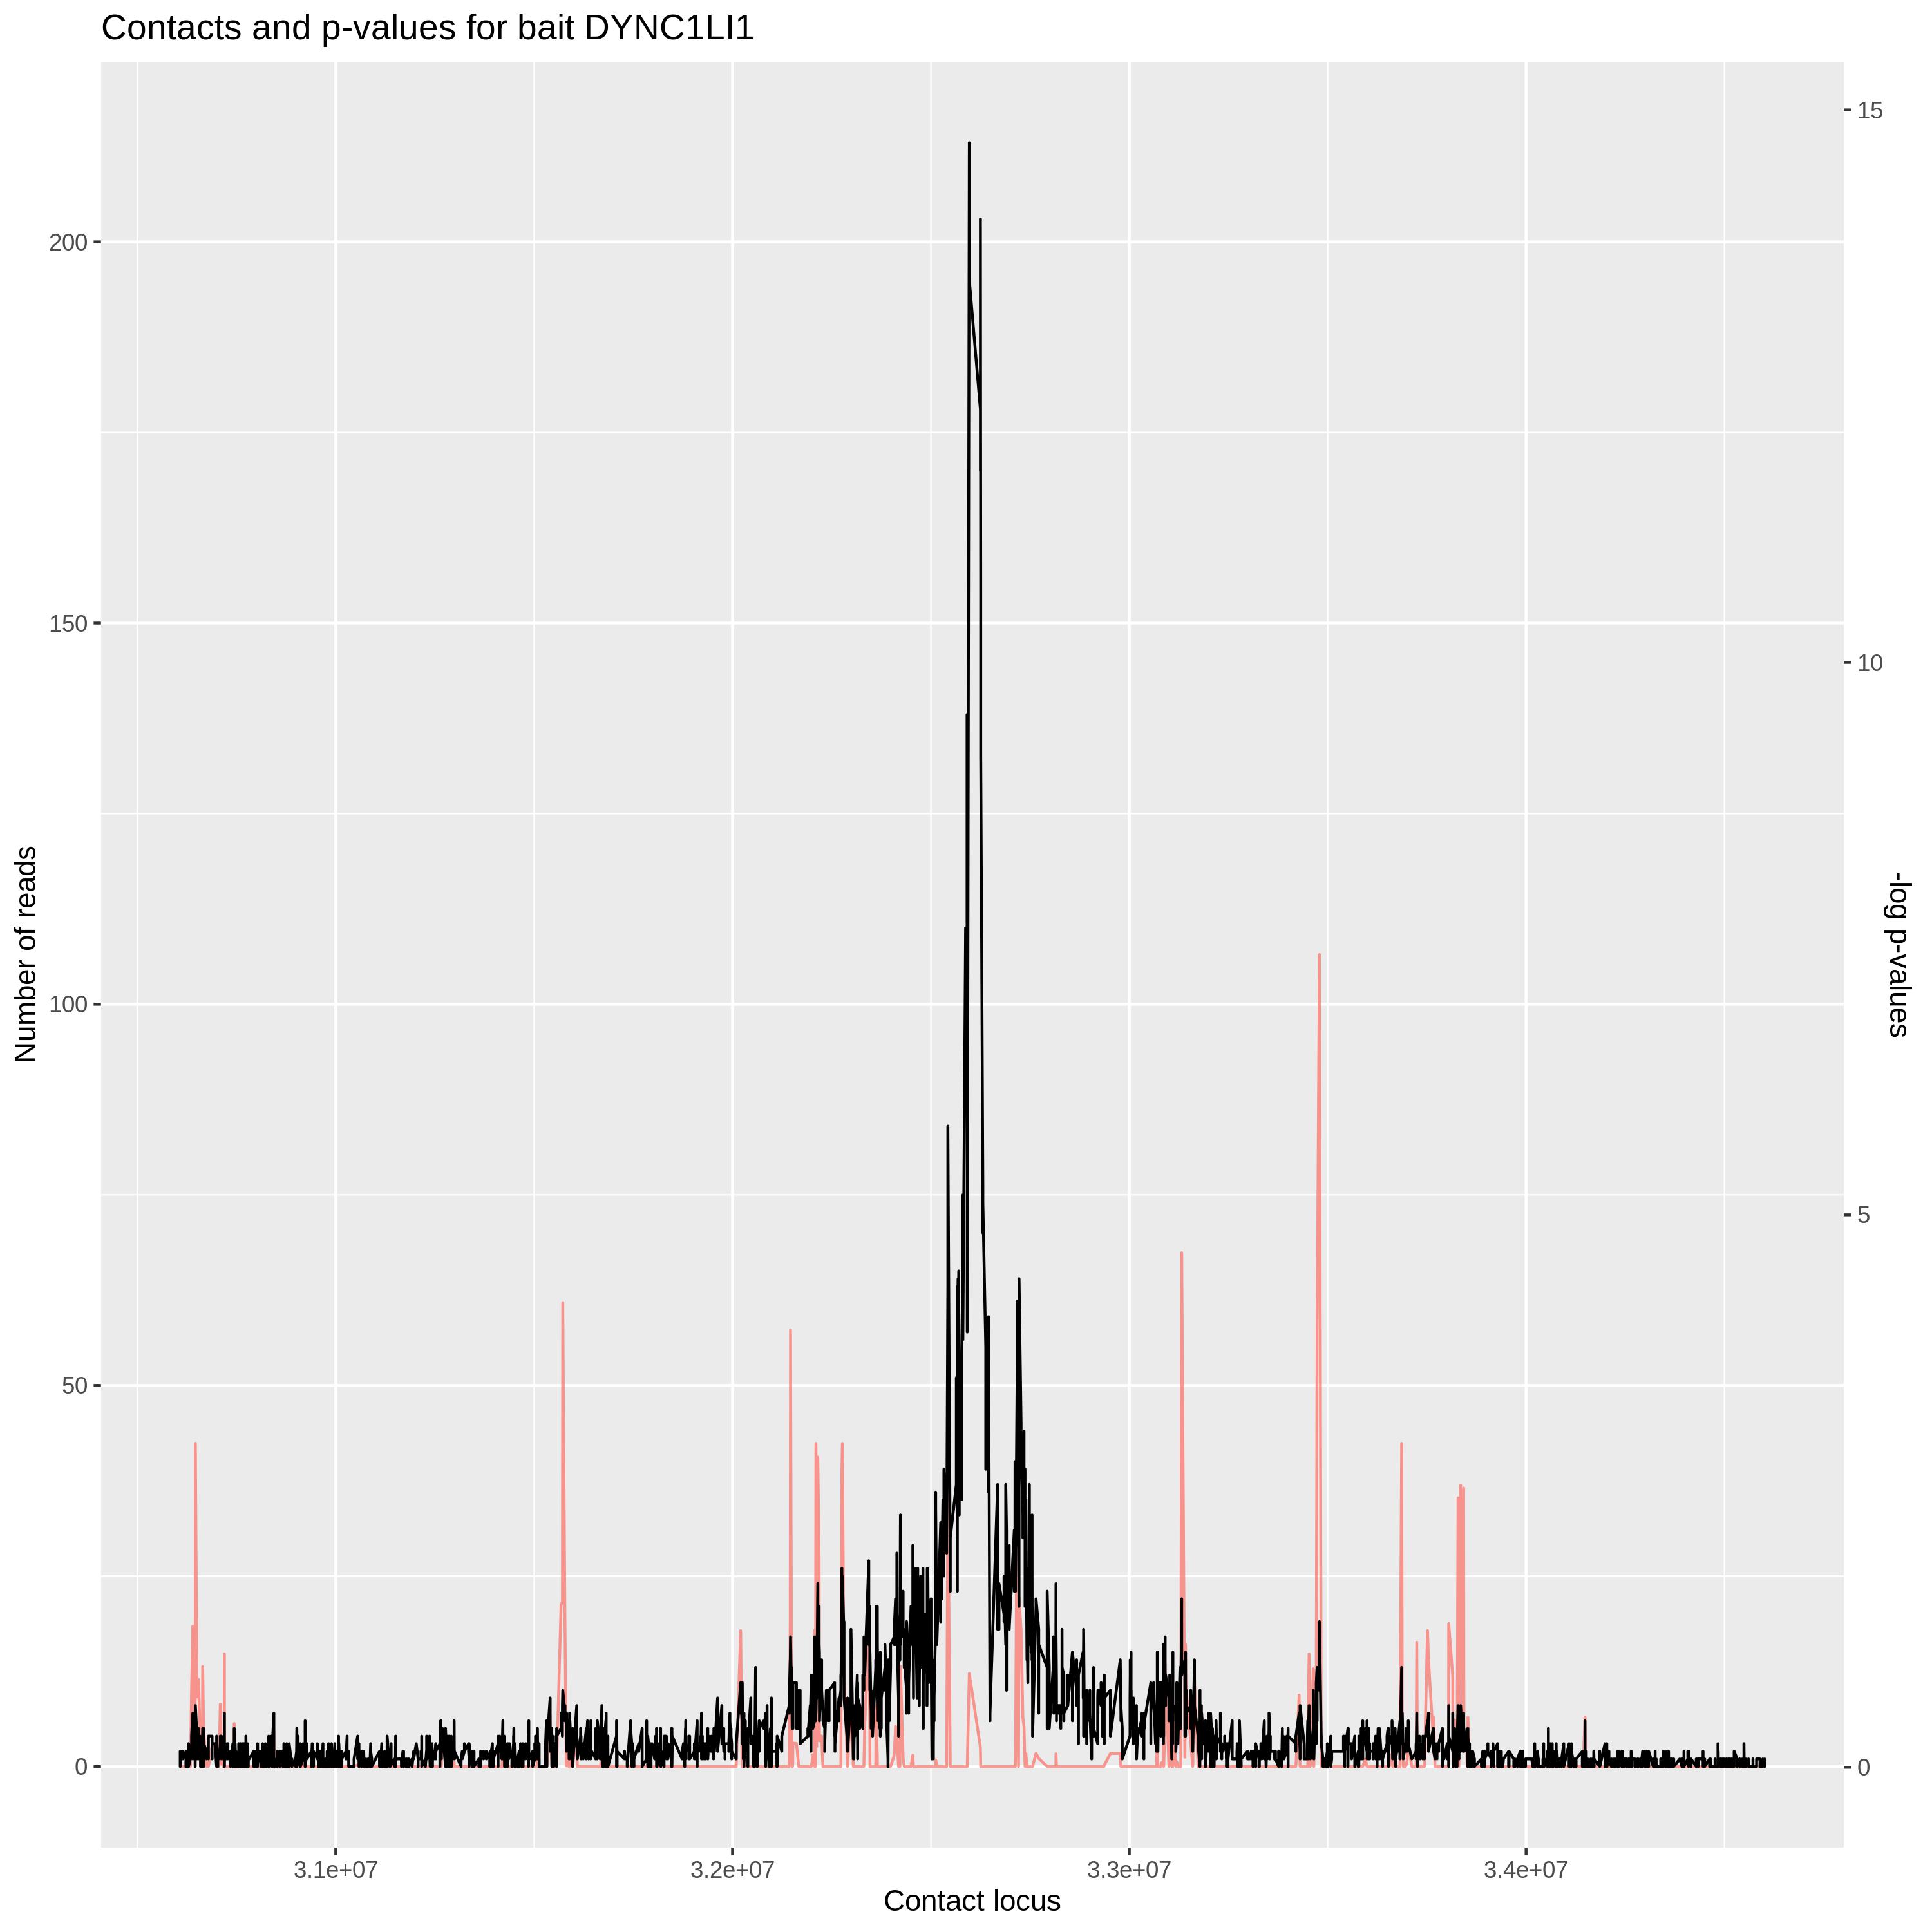 Contacts and p-values for bait DYNC1LI1
15
200
150
10
Number of reads
-log p-values
100
5
50
0
0
3.1e+07
3.2e+07
3.3e+07
3.4e+07
Contact locus